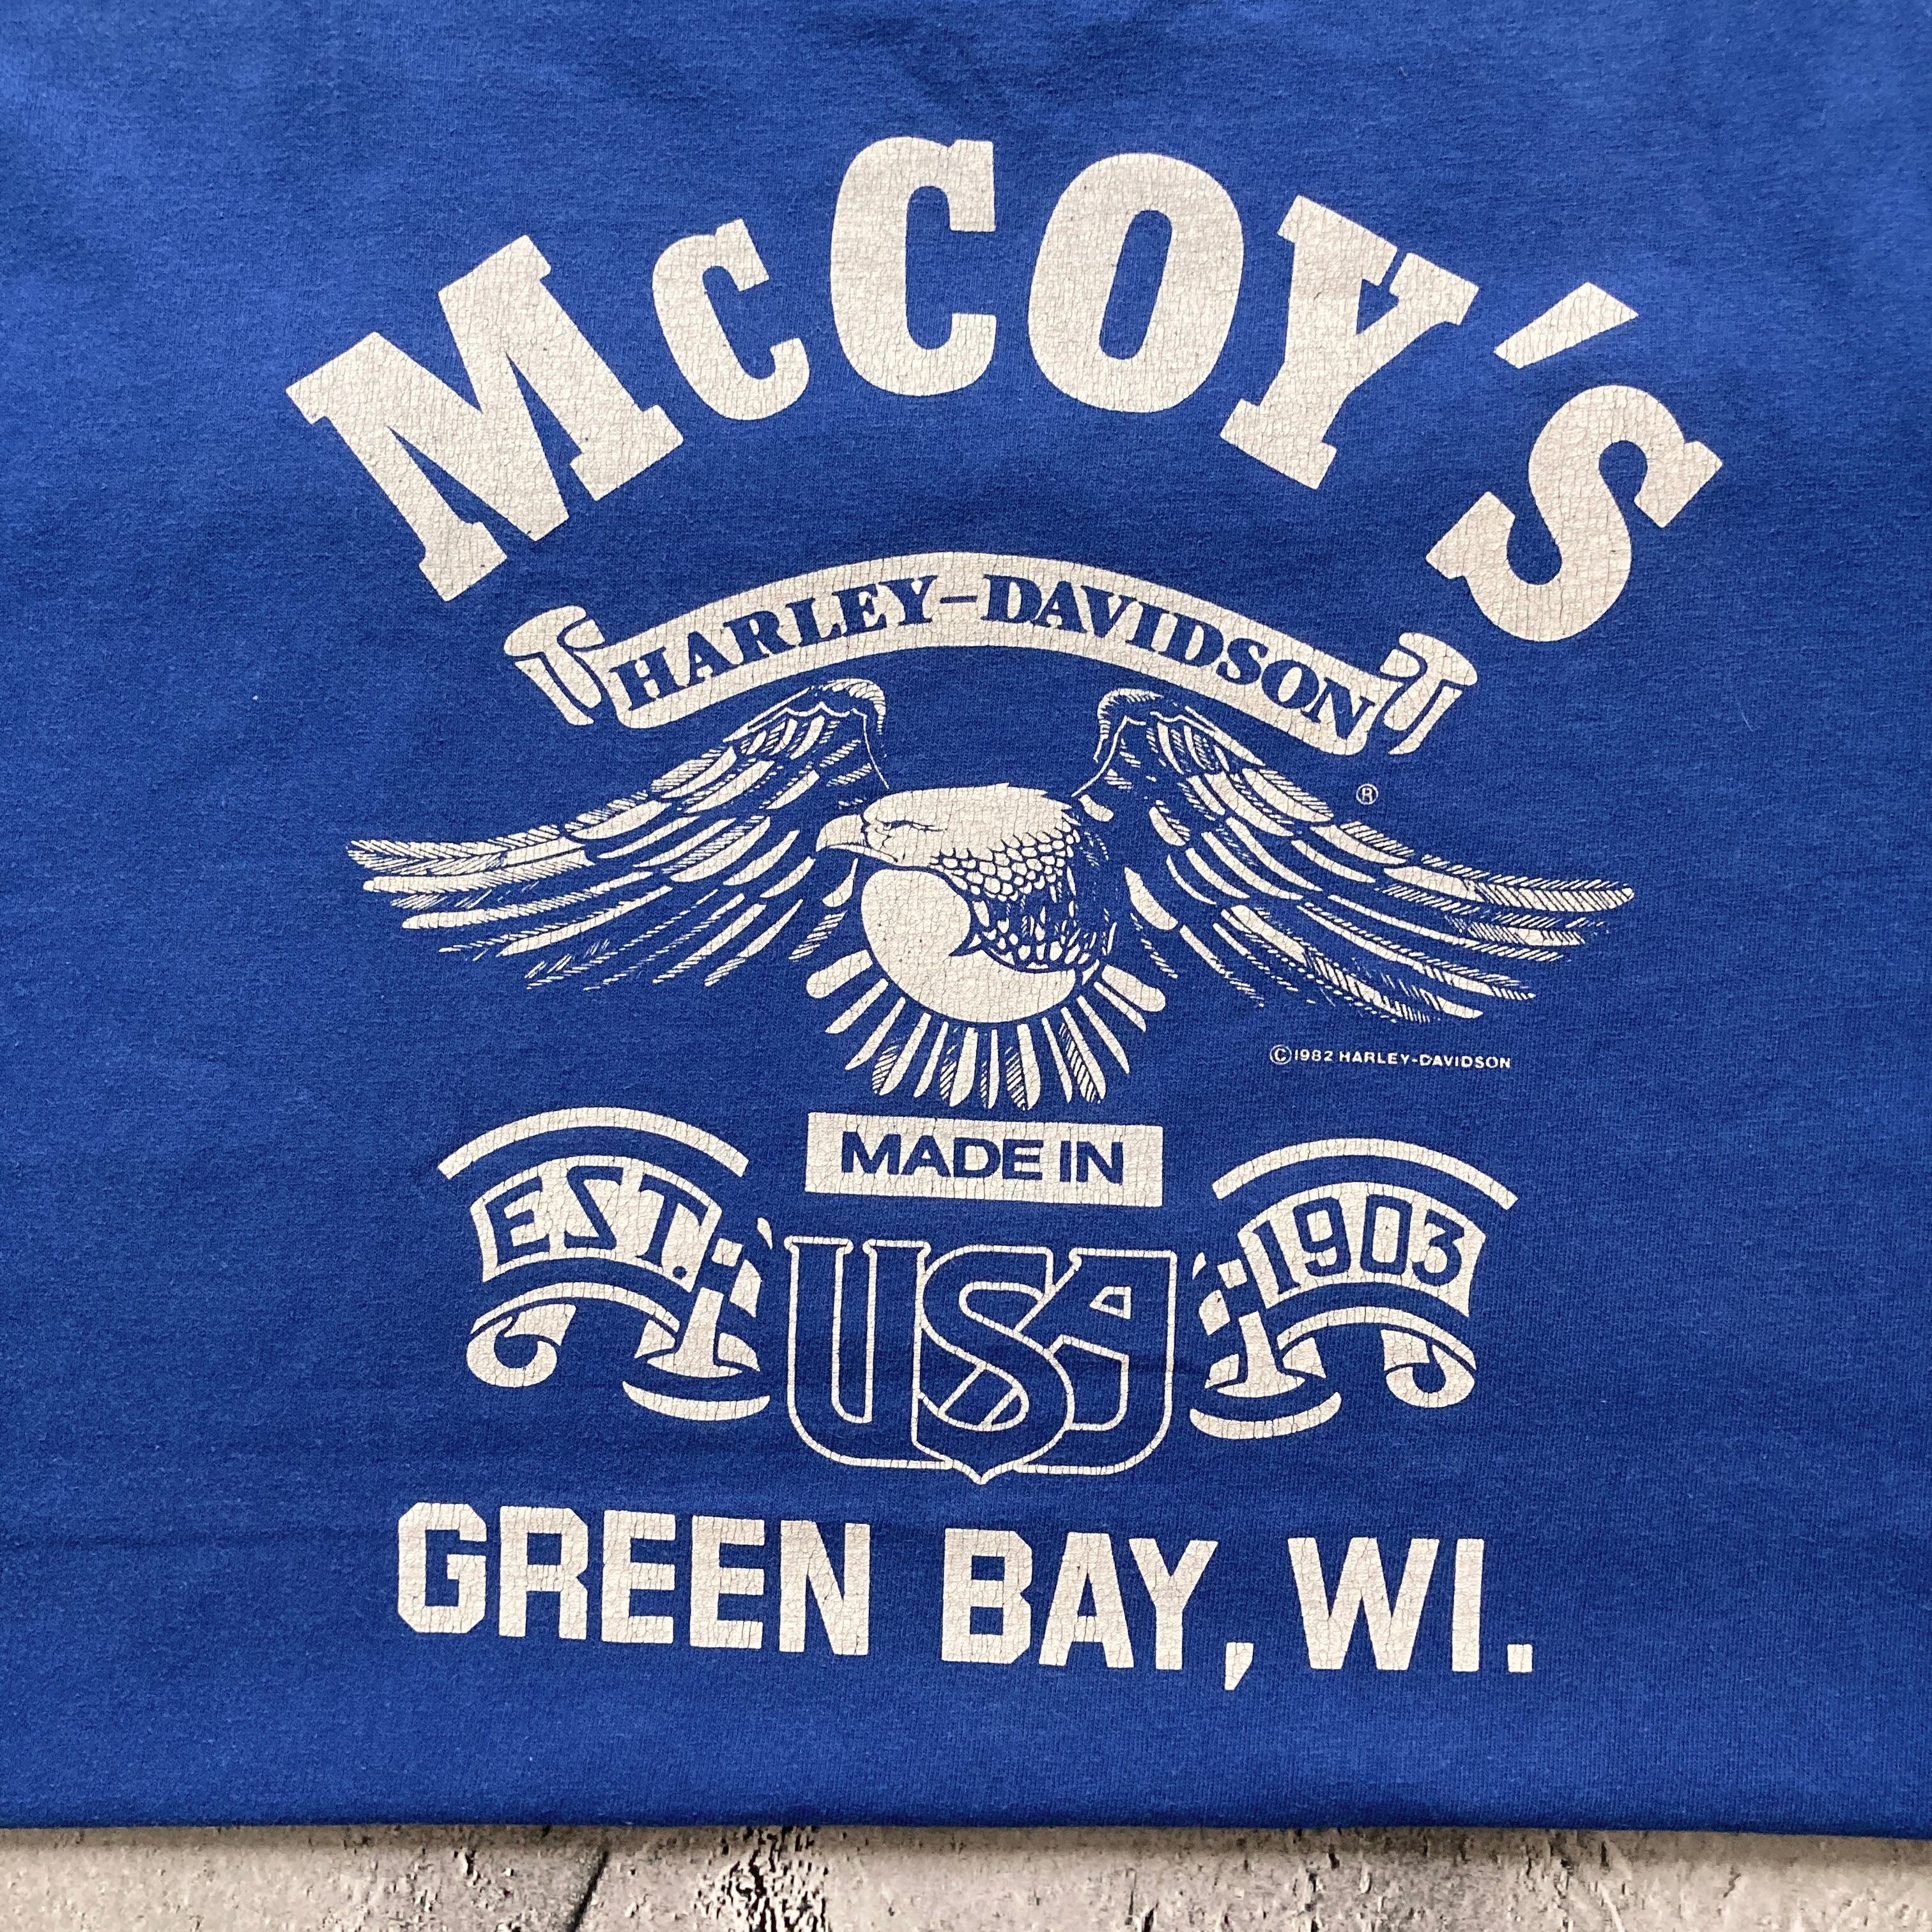 McCOY's
HARLEY-DAVIDSON
®
©1982 HARLEY-DAVIDSON
MADE IN
EST. USA 1903
GREEN BAY, WI.